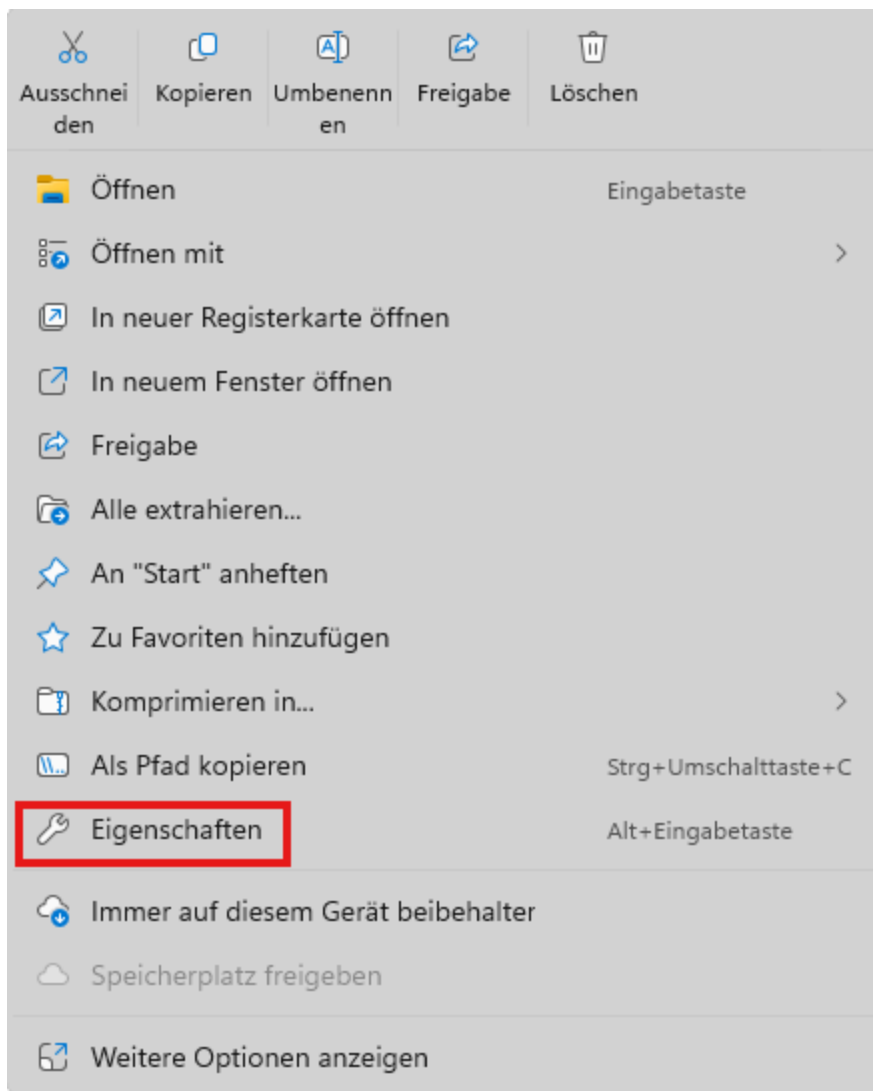 Ausschnei
den
Kopieren
Umbenenn
en
Freigabe
Löschen
Öffnen Eingabetaste
Öffnen mit
In neuer Registerkarte öffnen
In neuem Fenster öffnen
Freigabe
Alle extrahieren...
An "Start" anheften
Zu Favoriten hinzufügen
Komprimieren in...
Als Pfad kopieren Strg+Umschalttaste+C
Eigenschaften Alt+Eingabetaste
Immer auf diesem Gerät beibehalter
Speicherplatz freigeben
Weitere Optionen anzeigen